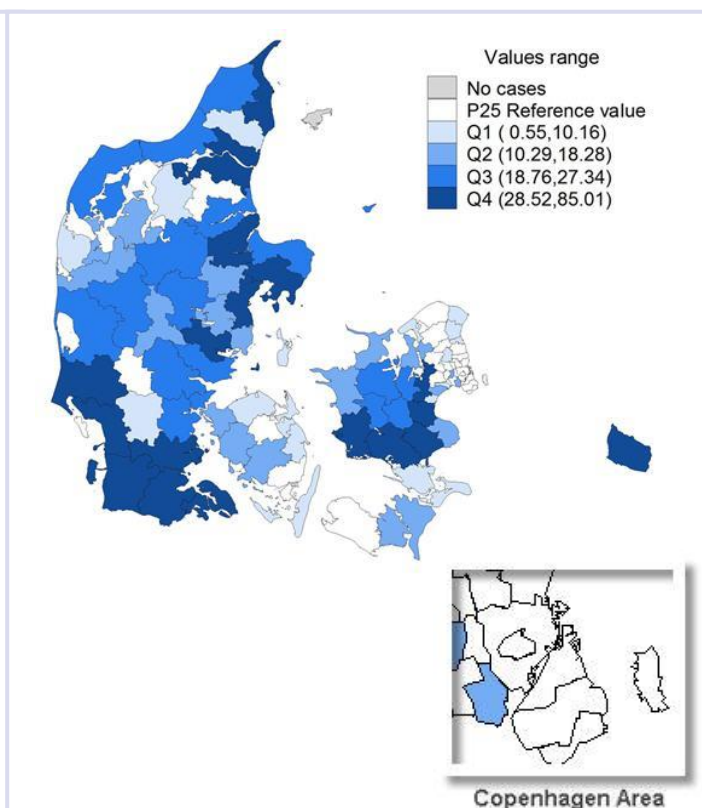 Values range
No cases
P25 Reference value
Q1 ( 0.55,10.16)
Q2 (10.29,18.28)
Q3 (18.76,27.34)
Q4 (28.52,85.01)
Copenhagen Area